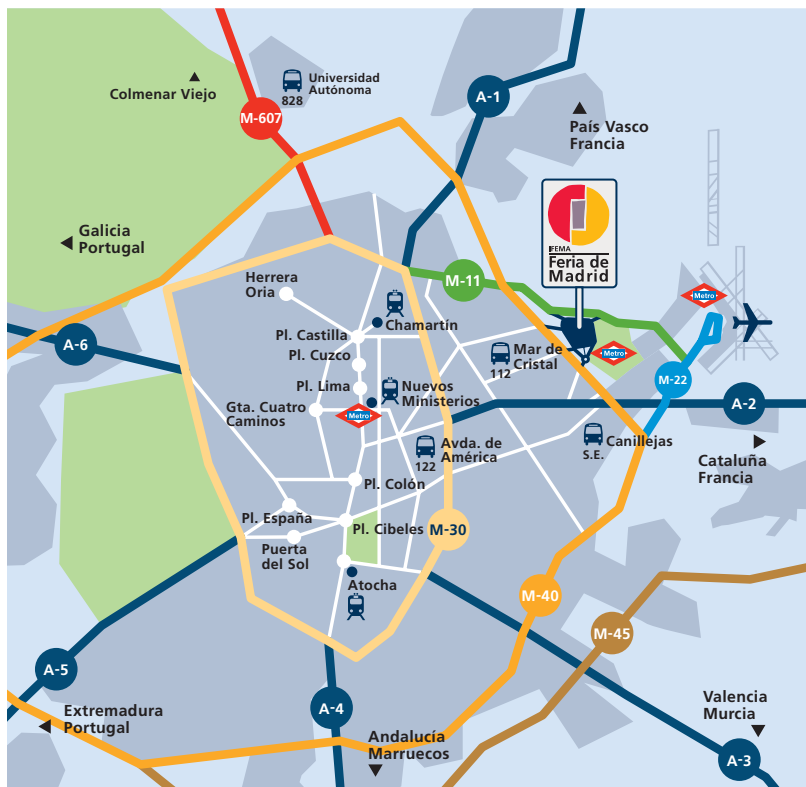 Colmenar Viejo
828
Universidad
Autónoma
M-607
A-1
País Vasco
Francia
Galicia
Portugal
IFEMA
Feria de
Madrid
Herrera
Oria
M-11
Metro
Chamartín
Pl. Castilla
A-6
Pl. Cuzco
112
Mar de
Cristal
Metro
Pl. Lima
Nuevos
Ministerios
M-22
Gta. Cuatro
Caminos
Metro
A-2
122
Avda. de
América
S.E.
Canillejas
Cataluña
Francia
Pl. Colón
Pl. España
Pl. Cibeles
M-30
Puerta
del Sol
Atocha
M-40
M-45
A-5
Extremadura
Portugal
A-4
Andalucía
Marruecos
Valencia
Murcia
A-3